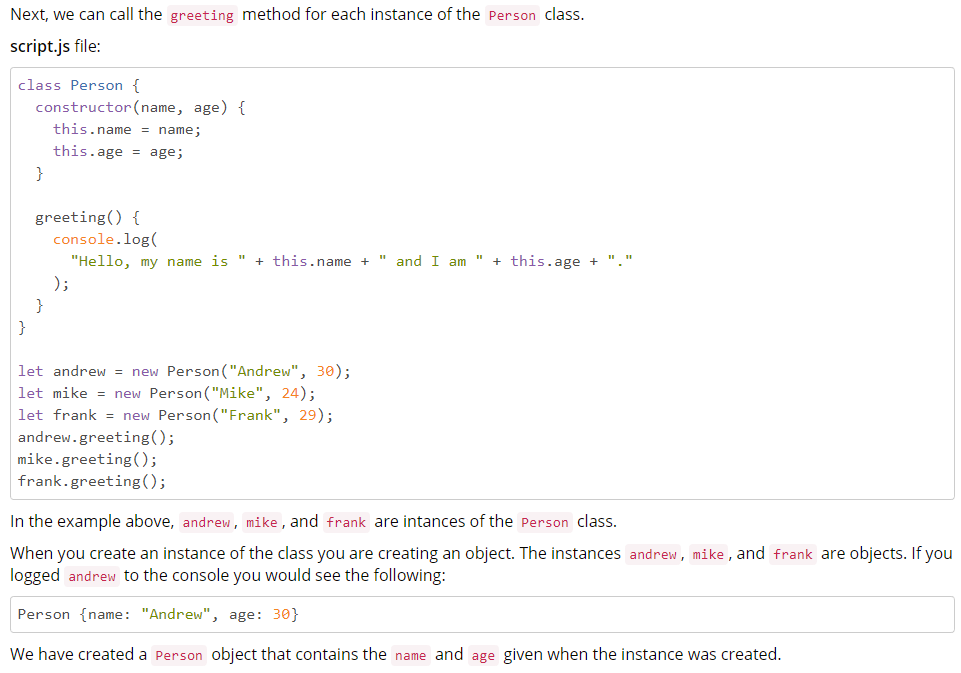 Next, we can call the greeting method for each instance of the Person class.
script.js file:
class Person {
  constructor(name, age) {
    this.name = name;
    this.age = age;
  }
  greeting() {
    console.log(
      "Hello, my name is " + this.name + " and I am " + this.age + "."
    );
  }
}
let andrew = new Person("Andrew", 30);
let mike = new Person("Mike", 24);
let frank = new Person("Frank", 29);
andrew.greeting();
mike.greeting();
frank.greeting();
In the example above, andrew, mike, and frank are intances of the Person class.
When you create an instance of the class you are creating an object. The instances andrew, mike, and frank are objects. If you
logged andrew to the console you would see the following:
Person {name: "Andrew", age: 30}
We have created a Person object that contains the name and age given when the instance was created.